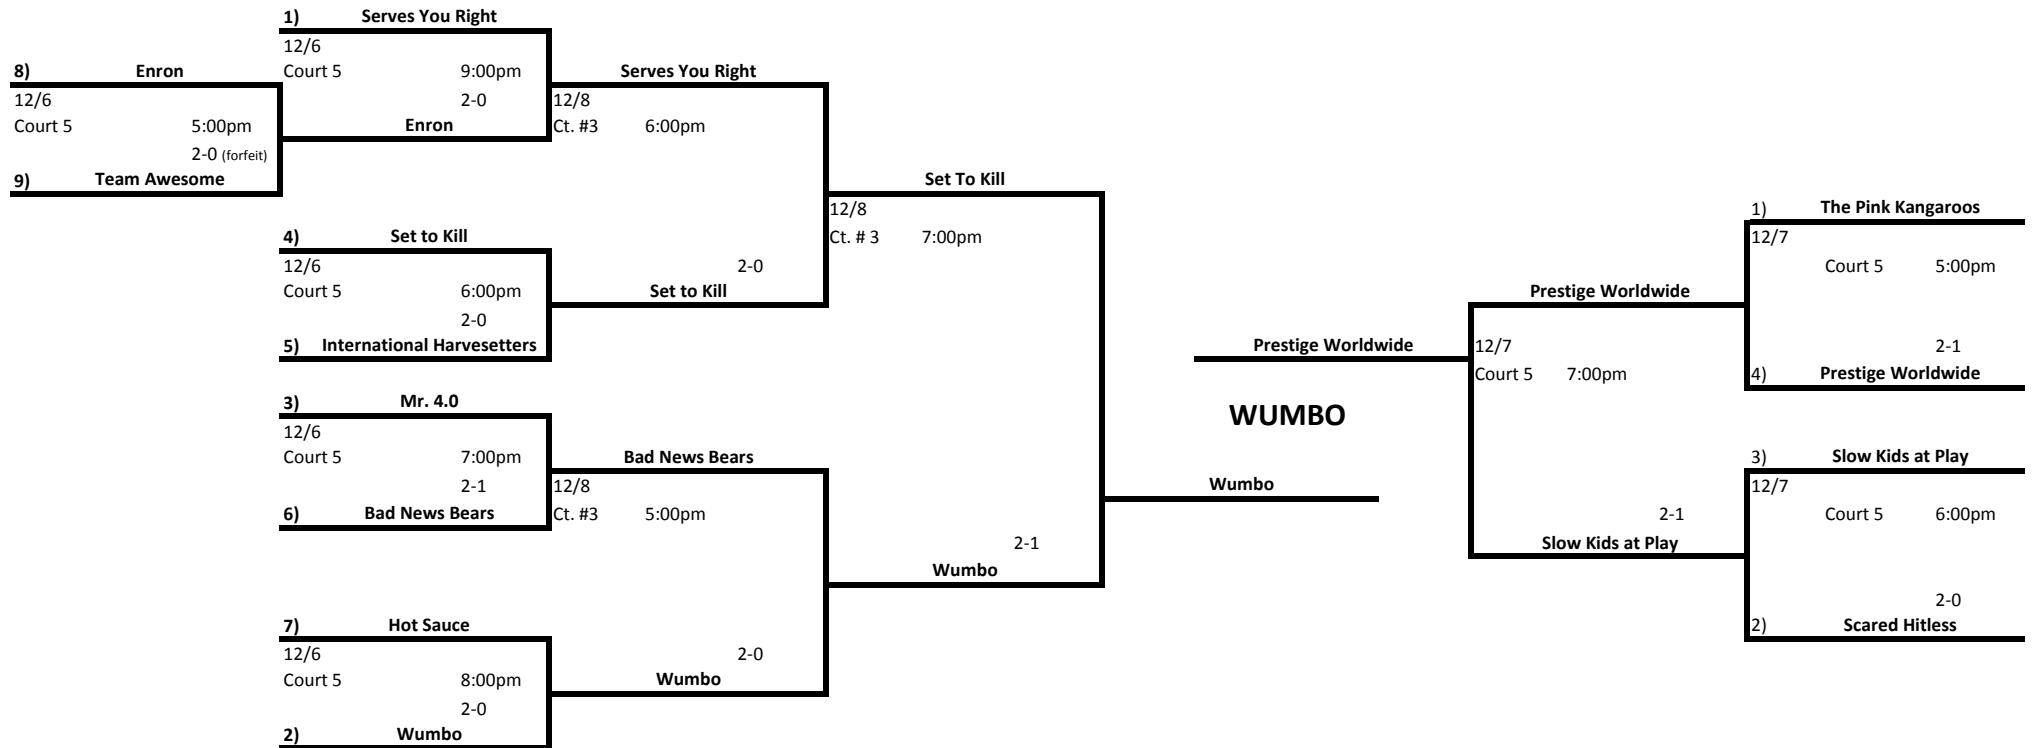 1) Serves You Right
12/6
Court 5 9:00pm
2-0
Enron
8) Enron
12/6
Court 5 5:00pm
2-0 (forfeit)
9) Team Awesome
Serves You Right
12/8
Ct. #3 6:00pm
2-0
Set to Kill
4) Set to Kill
12/6
Court 5 6:00pm
2-0
5) International Harvesetters
Set To Kill
12/8
Ct. # 3 7:00pm
2-1
Wumbo
3) Mr. 4.0
12/6
Court 5 7:00pm
2-1
6) Bad News Bears
Bad News Bears
12/8
Ct. #3 5:00pm
2-0
Wumbo
7) Hot Sauce
12/6
Court 5 8:00pm
2-0
2) Wumbo
Prestige Worldwide
WUMBO
Wumbo
Prestige Worldwide
12/7
Court 5 7:00pm
2-1
Slow Kids at Play
1) The Pink Kangaroos
12/7
Court 5 5:00pm
2-1
4) Prestige Worldwide
3) Slow Kids at Play
12/7
Court 5 6:00pm
2-0
2) Scared Hitless